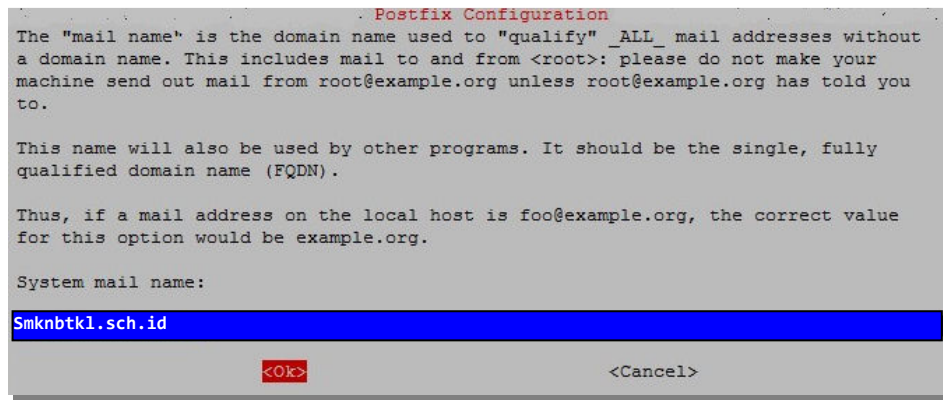 Postfix Configuration
The "mail name" is the domain name used to "qualify" _ALL_ mail addresses without
a domain name. This includes mail to and from <root>: please do not make your
machine send out mail from root@example.org unless root@example.org has told you
to.
This name will also be used by other programs. It should be the single, fully
qualified domain name (FQDN).
Thus, if a mail address on the local host is foo@example.org, the correct value
for this option would be example.org.
System mail name:
Smknbtkl.sch.id
<Ok> <Cancel>